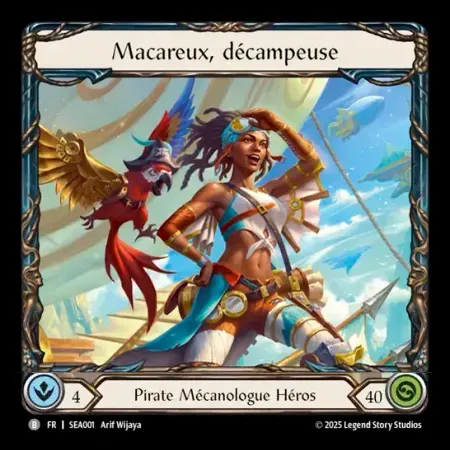 Macareux, décampeuse
4 Pirate Mécanologue Héros 40
B FR | SEA001 Arif Wijaya © 2025 Legend Story Studios